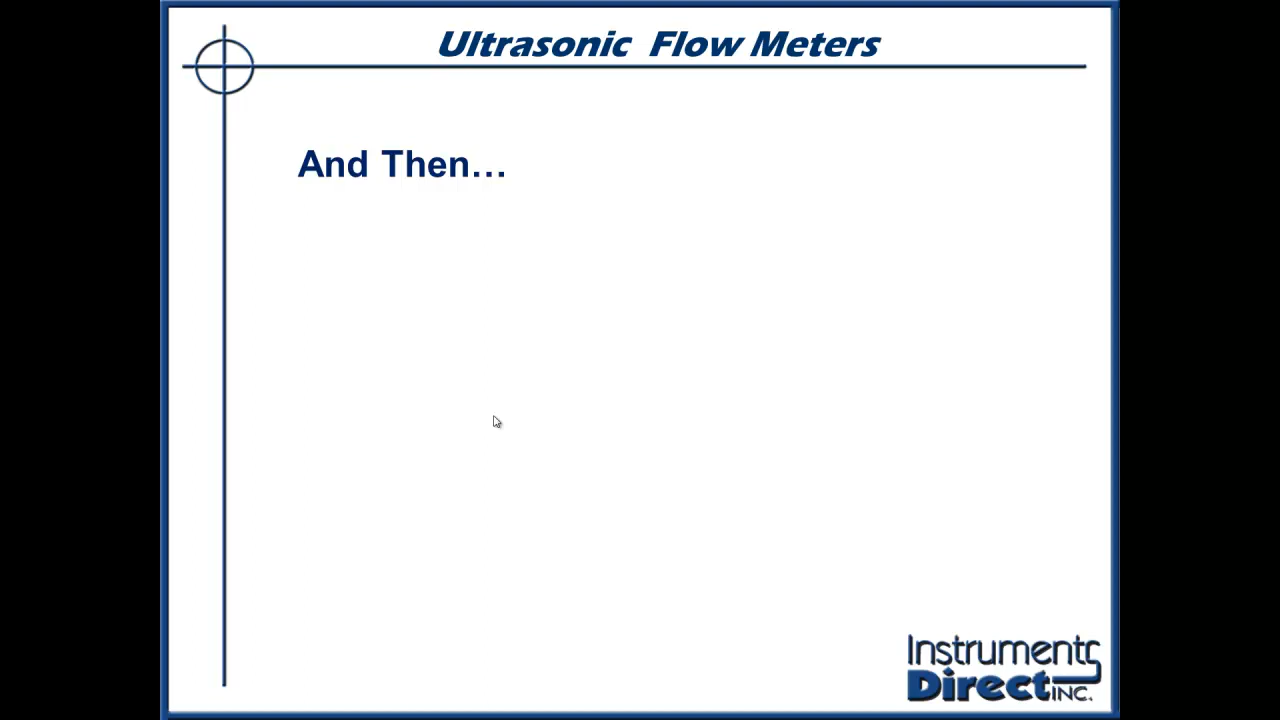 Ultrasonic Flow Meters
And Then…
Instruments
Direct INC.